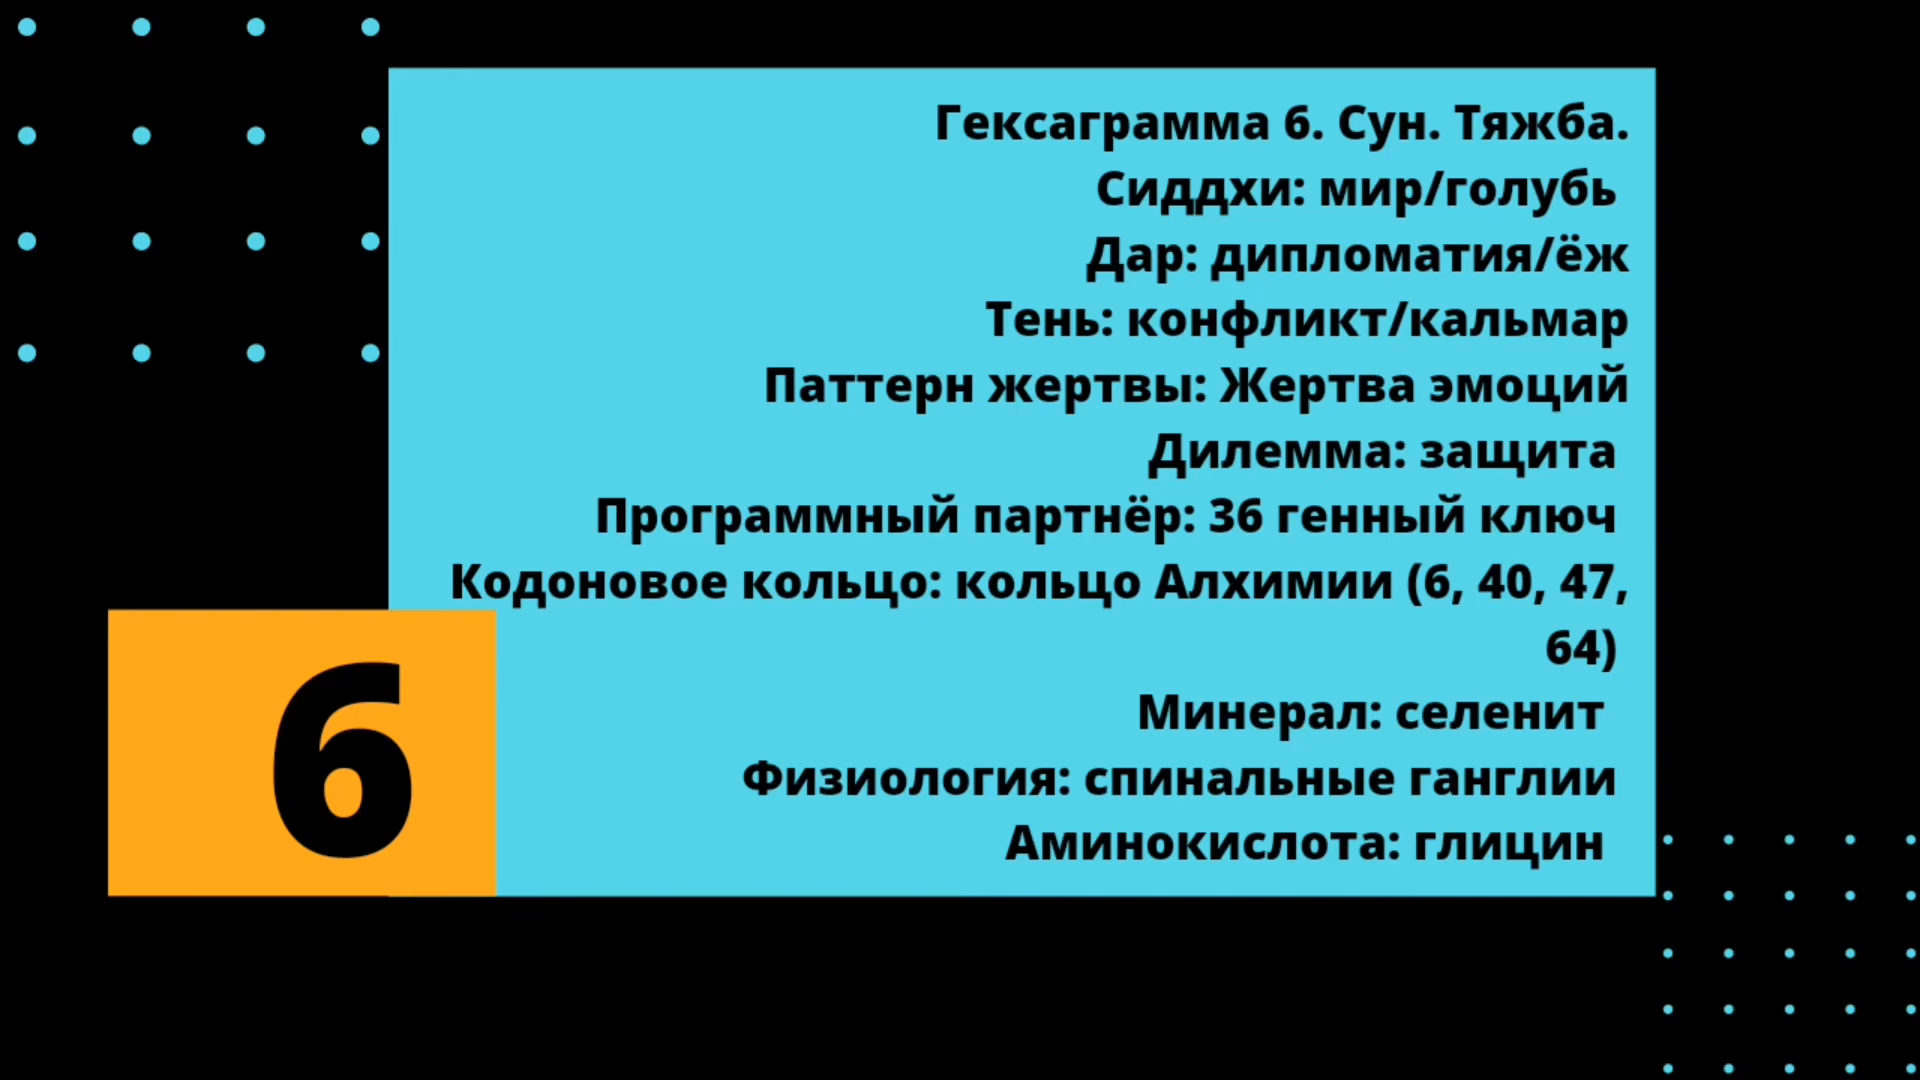 Гексаграмма 6. Сун. Тяжба.
Сиддхи: мир/голубь
Дар: дипломатия/ёж
Тень: конфликт/кальмар
Паттерн жертвы: Жертва эмоций
Дилемма: защита
Программный партнёр: 36 генный ключ
Кодоновое кольцо: кольцо Алхимии (6, 40, 47,
64)
Минерал: селенит
Физиология: спинальные ганглии
Аминокислота: глицин
6